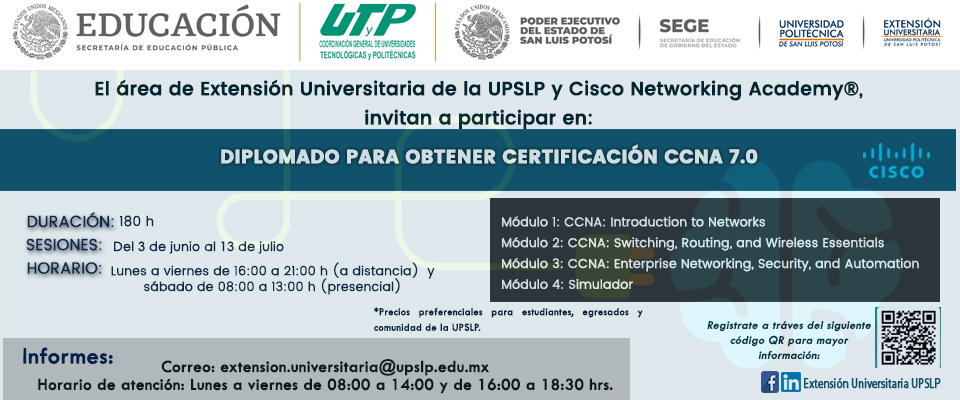 EDUCACIÓN
SECRETARÍA DE EDUCACIÓN PÚBLICA
UTyP
COORDINACIÓN GENERAL DE UNIVERSIDADES
TECNOLÓGICAS y POLITÉCNICAS
PODER EJECUTIVO
DEL ESTADO DE
SAN LUIS POTOSÍ
SEGE
SECRETARÍA DE EDUCACIÓN
DE GOBIERNO DEL ESTADO
UNIVERSIDAD
POLITÉCNICA
DE SAN LUIS POTOSÍ
EXTENSIÓN
UNIVERSITARIA
UNIVERSIDAD POLITÉCNICA
DE SAN LUIS POTOSÍ
El área de Extensión Universitaria de la UPSLP y Cisco Networking Academy®,
invitan a participar en:
DIPLOMADO PARA OBTENER CERTIFICACIÓN CCNA 7.0
CISCO
DURACIÓN: 180 h
SESIONES: Del 3 de junio al 13 de julio
HORARIO: Lunes a viernes de 16:00 a 21:00 h (a distancia) y
sábado de 08:00 a 13:00 h (presencial)
Módulo 1: CCNA: Introduction to Networks
Módulo 2: CCNA: Switching, Routing, and Wireless Essentials
Módulo 3: CCNA: Enterprise Networking, Security, and Automation
Módulo 4: Simulador
*Precios preferenciales para estudiantes, egresados y
comunidad de la UPSLP.
Registrate a tráves del siguiente
código QR para mayor
información:
Informes:
Correo: extension.universitaria@upslp.edu.mx
Horario de atención: Lunes a viernes de 08:00 a 14:00 y de 16:00 a 18:30 hrs.
Extensión Universitaria UPSLP